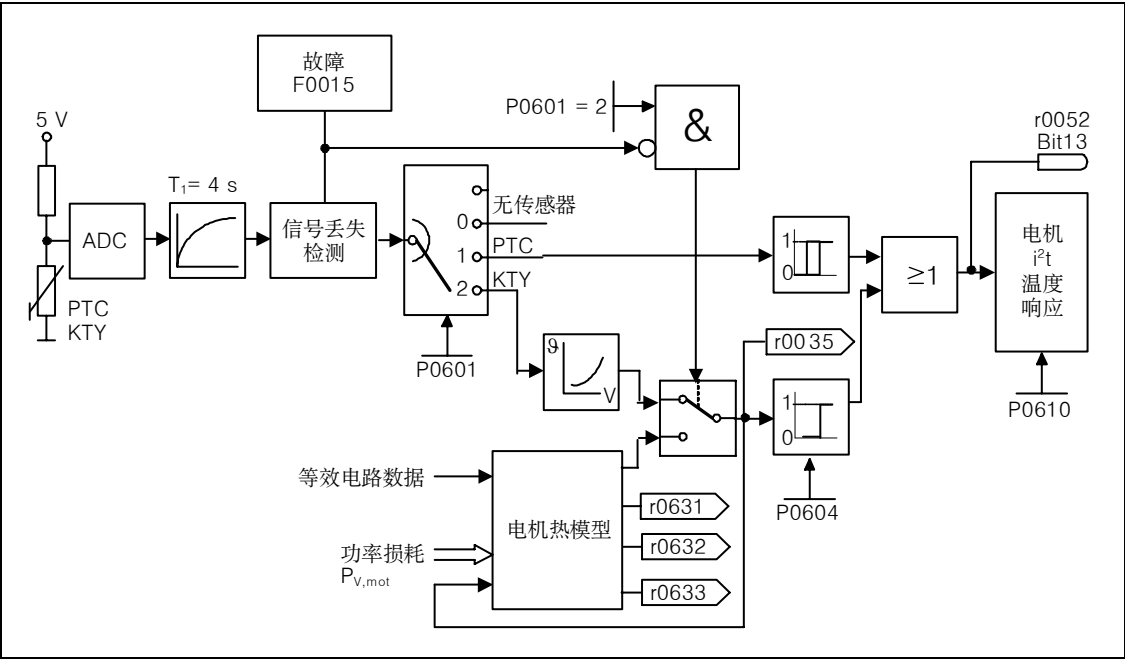 故障
F0015
P0601 = 2
&
r0052
Bit13
5 V
T₁= 4 s
ADC
信号丢失
检测
无传感器
0
1
PTC
2
KTY
PTC
KTY
P0601
1
0
≥1
电机
i²t
温度
响应
r0035
ϑ
V
1
0
P0610
P0604
等效电路数据
电机热模型
r0631
功率损耗
P_V,mot
r0632
r0633